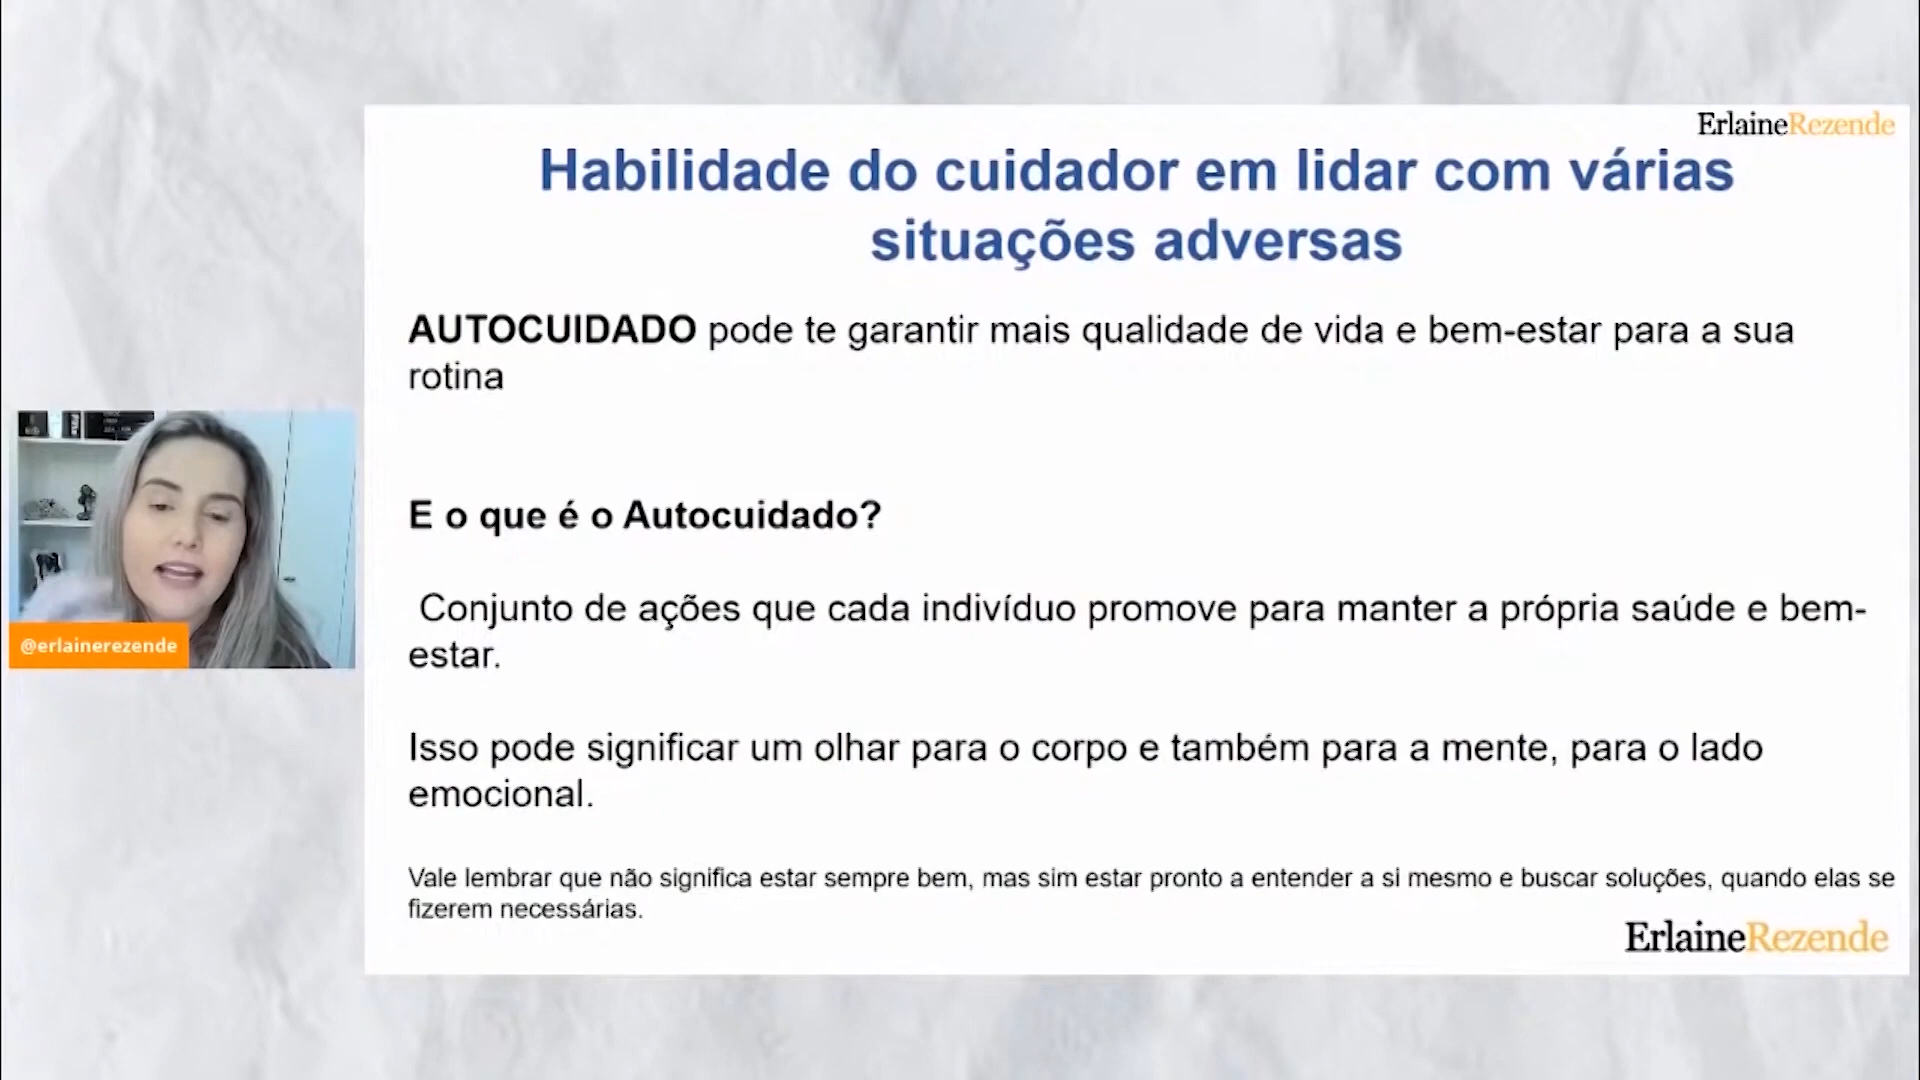 ErlaineRezende
Habilidade do cuidador em lidar com várias
situações adversas
AUTOCUIDADO pode te garantir mais qualidade de vida e bem-estar para a sua
rotina
E o que é o Autocuidado?
Conjunto de ações que cada indivíduo promove para manter a própria saúde e bem-
estar.
Isso pode significar um olhar para o corpo e também para a mente, para o lado
emocional.
Vale lembrar que não significa estar sempre bem, mas sim estar pronto a entender a si mesmo e buscar soluções, quando elas se
fizerem necessárias.
ErlaineRezende
@erlainerezende